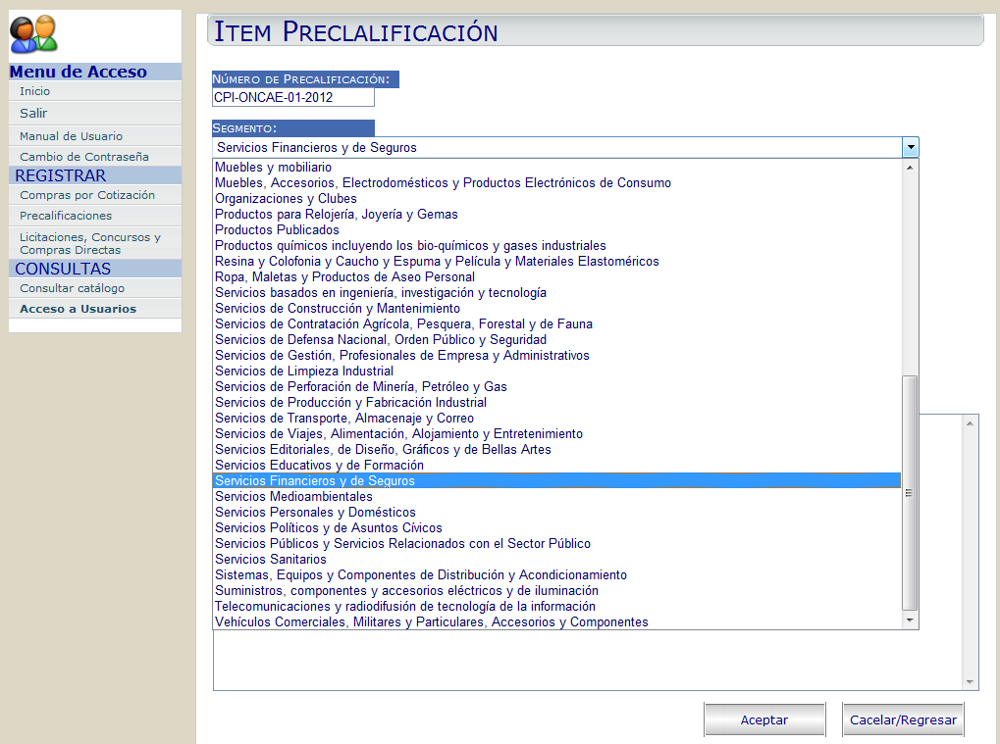 Menu de Acceso
Inicio
Salir
Manual de Usuario
Cambio de Contraseña
REGISTRAR
Compras por Cotización
Precalificaciones
Licitaciones, Concursos y
Compras Directas
CONSULTAS
Consultar catálogo
Acceso a Usuarios
ITEM PRECLALIFICACIÓN
NÚMERO DE PRECALIFICACIÓN:
CPI-ONCAE-01-2012
SEGMENTO:
Servicios Financieros y de Seguros
Muebles y mobiliario
Muebles, Accesorios, Electrodomésticos y Productos Electrónicos de Consumo
Organizaciones y Clubes
Productos para Relojería, Joyería y Gemas
Productos Publicados
Productos químicos incluyendo los bio-químicos y gases industriales
Resina y Colofonia y Caucho y Espuma y Película y Materiales Elastoméricos
Ropa, Maletas y Productos de Aseo Personal
Servicios basados en ingeniería, investigación y tecnología
Servicios de Construcción y Mantenimiento
Servicios de Contratación Agrícola, Pesquera, Forestal y de Fauna
Servicios de Defensa Nacional, Orden Público y Seguridad
Servicios de Gestión, Profesionales de Empresa y Administrativos
Servicios de Limpieza Industrial
Servicios de Perforación de Minería, Petróleo y Gas
Servicios de Producción y Fabricación Industrial
Servicios de Transporte, Almacenaje y Correo
Servicios de Viajes, Alimentación, Alojamiento y Entretenimiento
Servicios Editoriales, de Diseño, Gráficos y de Bellas Artes
Servicios Educativos y de Formación
Servicios Financieros y de Seguros
Servicios Medioambientales
Servicios Personales y Domésticos
Servicios Políticos y de Asuntos Cívicos
Servicios Públicos y Servicios Relacionados con el Sector Público
Servicios Sanitarios
Sistemas, Equipos y Componentes de Distribución y Acondicionamiento
Suministros, componentes y accesorios eléctricos y de iluminación
Telecomunicaciones y radiodifusión de tecnología de la información
Vehículos Comerciales, Militares y Particulares, Accesorios y Componentes
Aceptar
Cacelar/Regresar